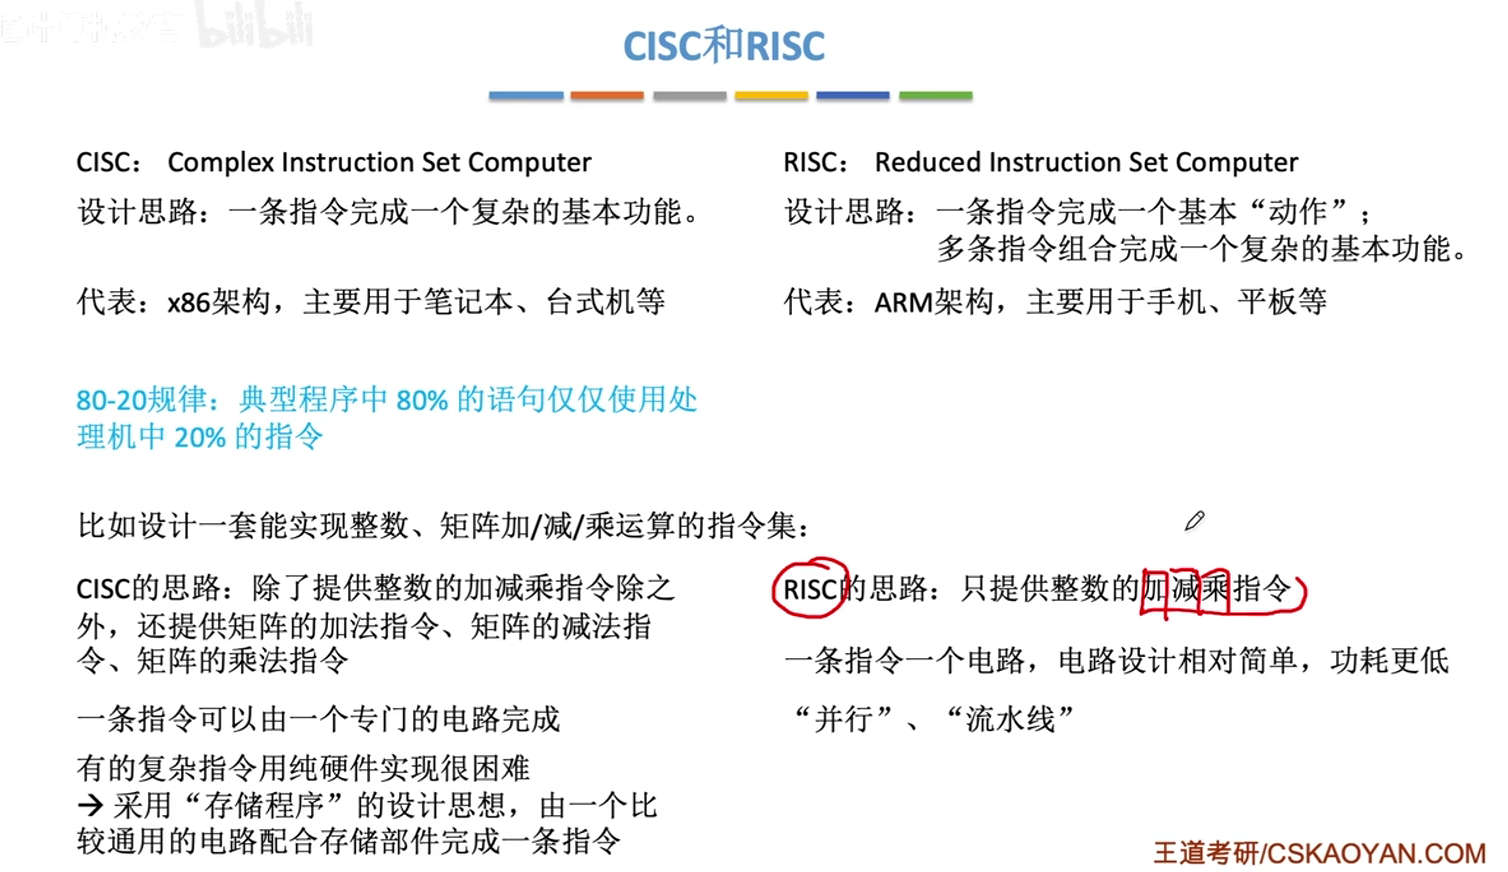 bilibili
CISC和RISC
CISC： Complex Instruction Set Computer
设计思路：一条指令完成一个复杂的基本功能。
代表：x86架构，主要用于笔记本、台式机等
80-20规律：典型程序中 80% 的语句仅仅使用处
理机中 20% 的指令
RISC： Reduced Instruction Set Computer
设计思路：一条指令完成一个基本“动作”；
多条指令组合完成一个复杂的基本功能。
代表：ARM架构，主要用于手机、平板等
比如设计一套能实现整数、矩阵加/减/乘运算的指令集：
CISC的思路：除了提供整数的加减乘指令除之
外，还提供矩阵的加法指令、矩阵的减法指
令、矩阵的乘法指令
一条指令可以由一个专门的电路完成
有的复杂指令用纯硬件实现很困难
→ 采用“存储程序”的设计思想，由一个比
较通用的电路配合存储部件完成一条指令
RISC的思路：只提供整数的加减乘指令
一条指令一个电路，电路设计相对简单，功耗更低
“并行”、“流水线”
王道考研/CSKAOYAN.COM